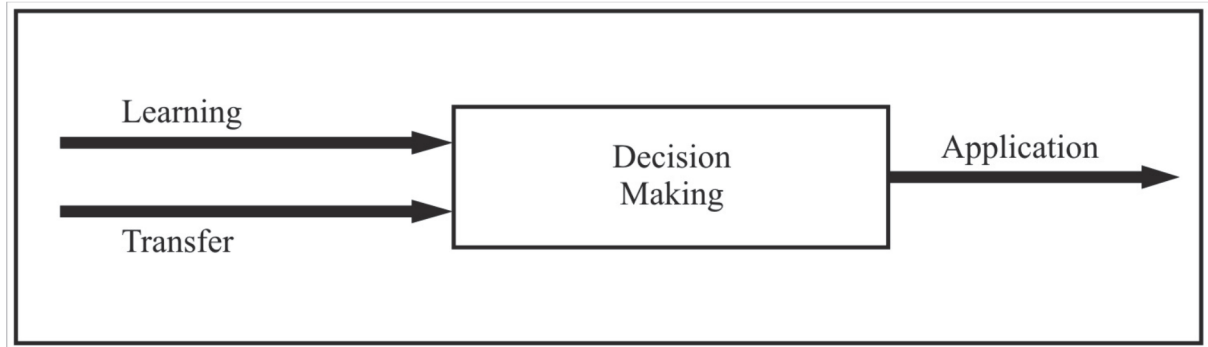 Learning
Transfer
Decision
Making
Application